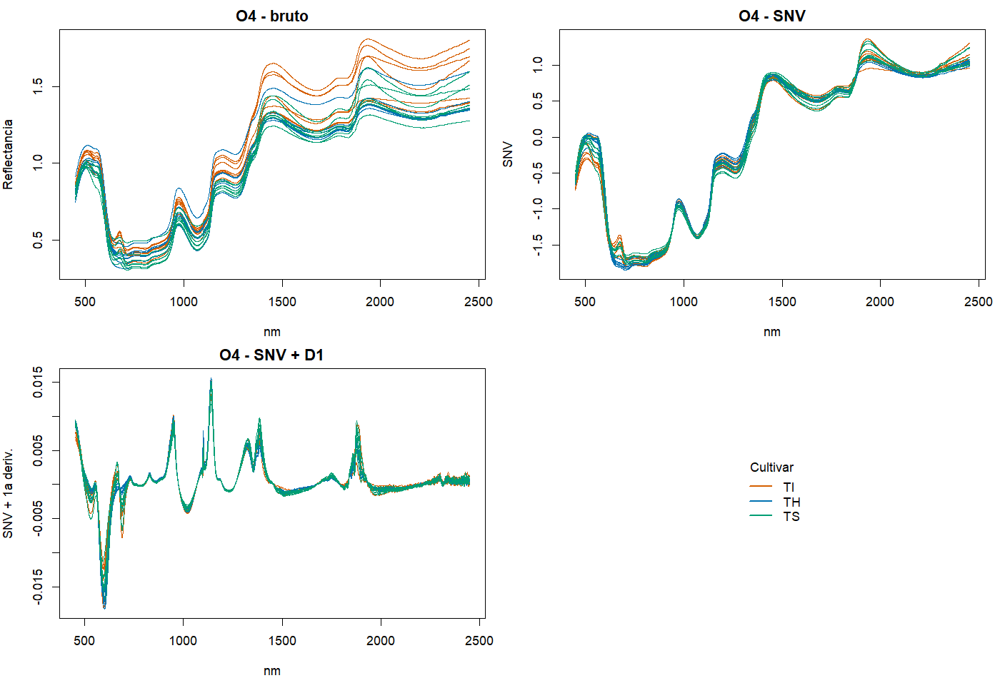 O4 - bruto
Reflectancia
1.5
1.0
0.5
500 1000 1500 2000 2500
nm
O4 - SNV
SNV
1.0
0.5
0.0
-0.5
-1.0
-1.5
500 1000 1500 2000 2500
nm
O4 - SNV + D1
SNV + 1a deriv.
0.015
0.005
-0.005
-0.015
500 1000 1500 2000 2500
nm
Cultivar
TI
TH
TS